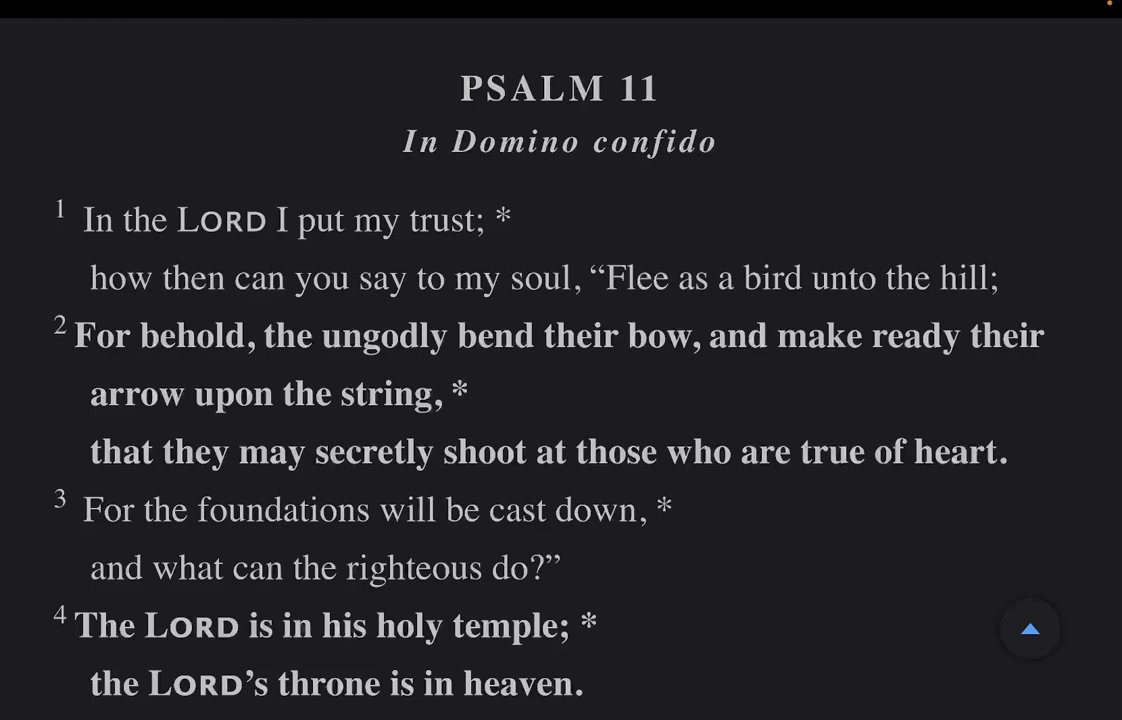 PSALM 11
In Domino confido
1 In the LORD I put my trust; *
how then can you say to my soul, “Flee as a bird unto the hill;
2 For behold, the ungodly bend their bow, and make ready their
arrow upon the string, *
that they may secretly shoot at those who are true of heart.
3 For the foundations will be cast down, *
and what can the righteous do?”
4 The LORD is in his holy temple; *
the LORD’s throne is in heaven.